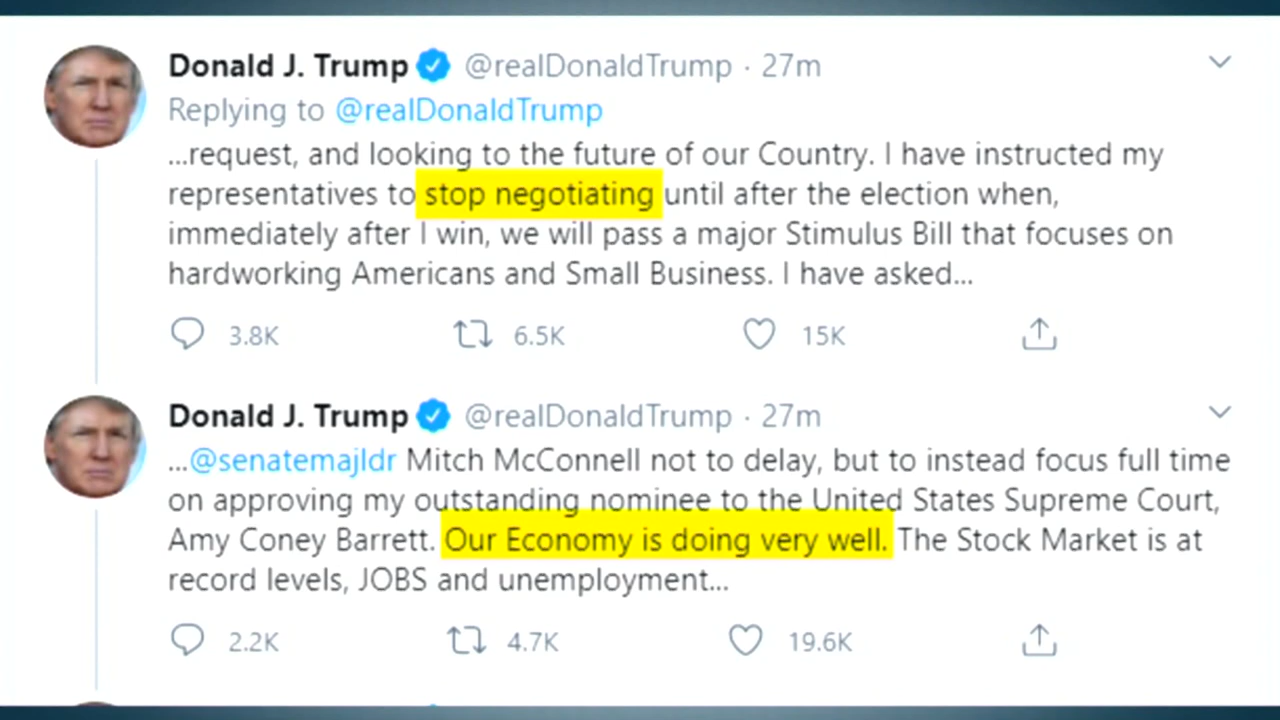 Donald J. Trump @realDonaldTrump · 27m
Replying to @realDonaldTrump
...request, and looking to the future of our Country. I have instructed my
representatives to stop negotiating until after the election when,
immediately after I win, we will pass a major Stimulus Bill that focuses on
hardworking Americans and Small Business. I have asked...
3.8K 6.5K 15K
Donald J. Trump @realDonaldTrump · 27m
...@senatemajldr Mitch McConnell not to delay, but to instead focus full time
on approving my outstanding nominee to the United States Supreme Court,
Amy Coney Barrett. Our Economy is doing very well. The Stock Market is at
record levels, JOBS and unemployment...
2.2K 4.7K 19.6K